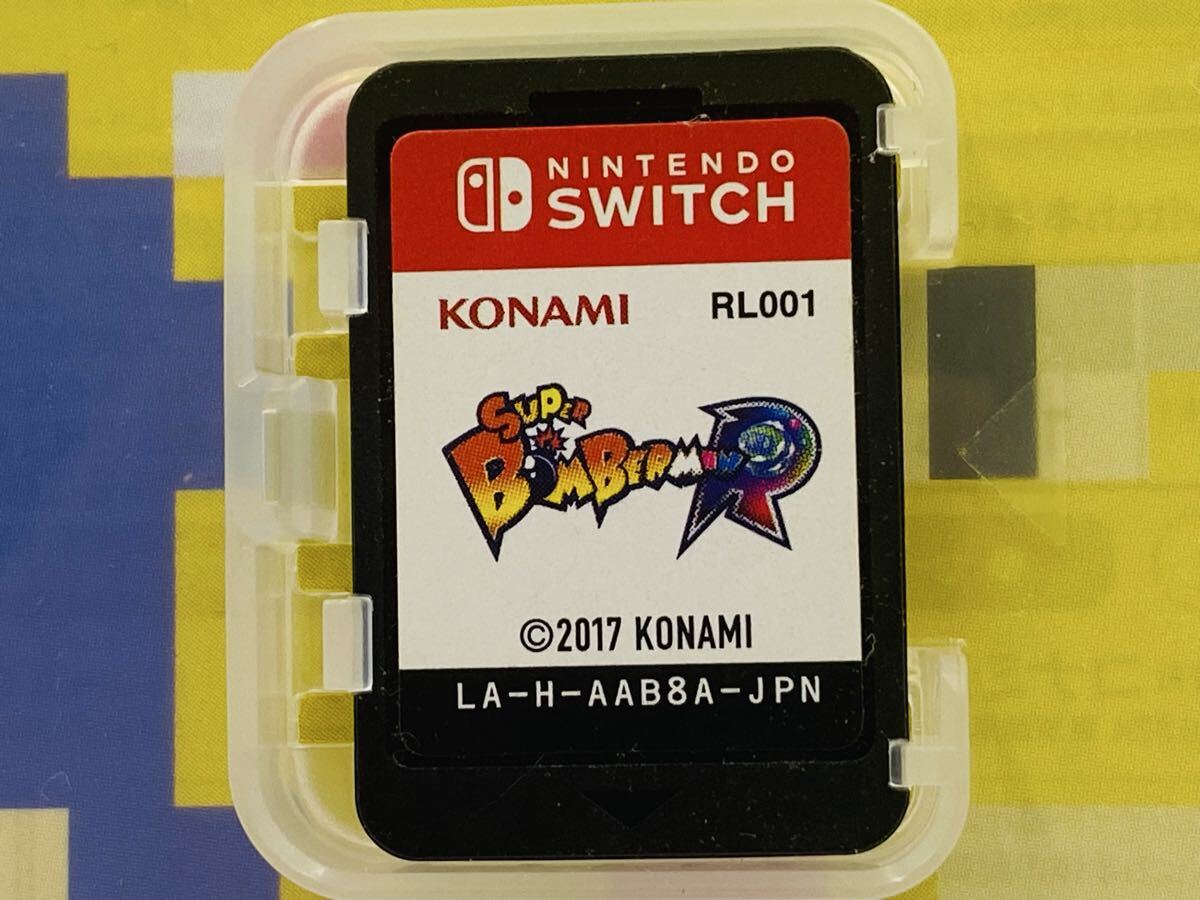 NINTENDO
SWITCH
KONAMI RL001
SUPER
BOMBERMAN R
©2017 KONAMI
LA-H-AAB8A-JPN